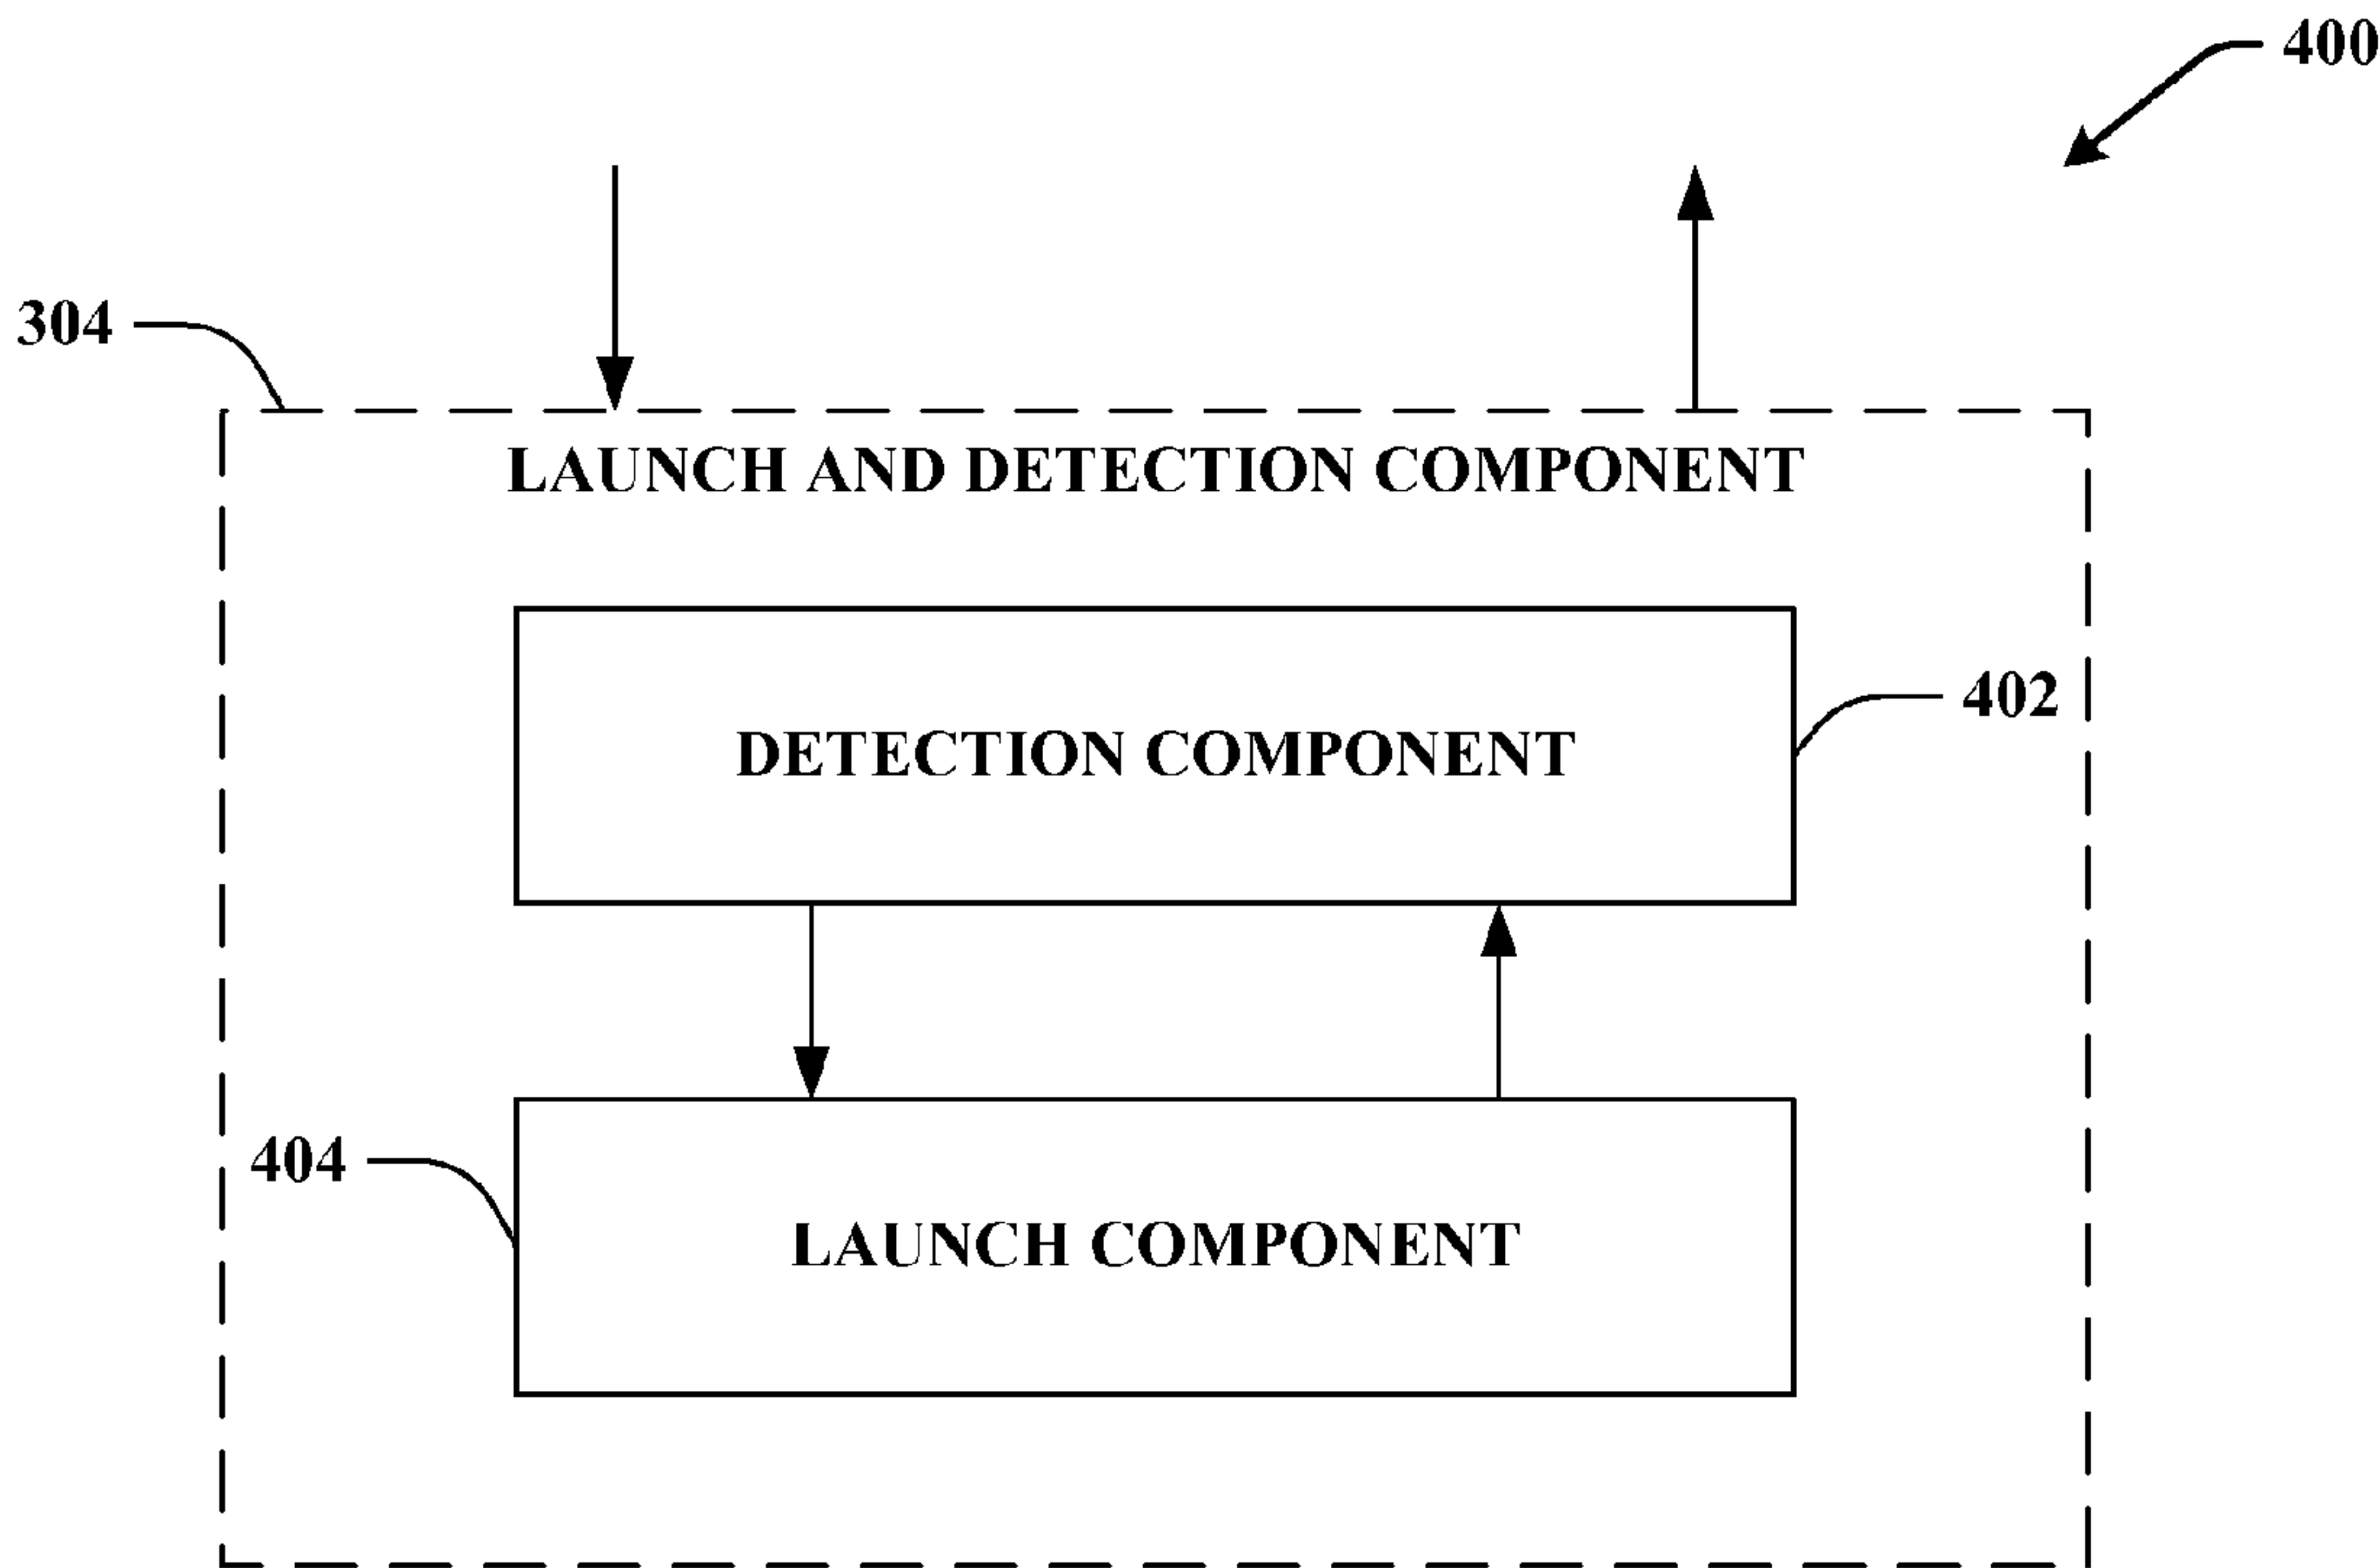 400
304
LAUNCH AND DETECTION COMPONENT
402
DETECTION COMPONENT
404
LAUNCH COMPONENT